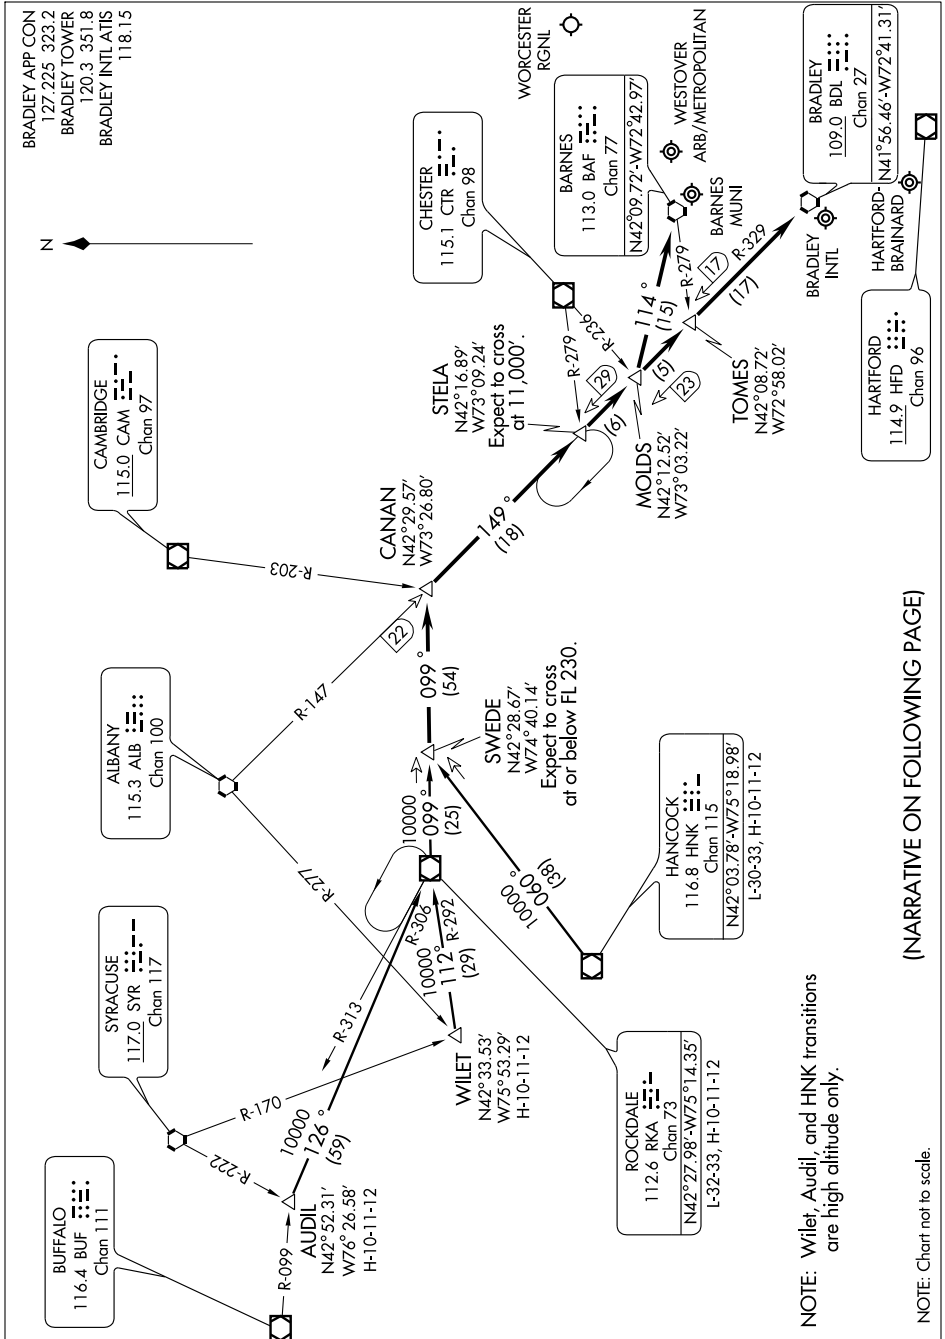 BRADLEY APP CON
127.225 323.2
BRADLEY TOWER
120.3 351.8
BRADLEY INTL ATIS
118.15
N
WORCESTER
RGNL
WESTOVER
ARB/METROPOLITAN
BRADLEY
109.0 BDL
Chan 27
N41°56.46'-W72°41.31'
BARNES
113.0 BAF
Chan 77
N42°09.72'-W72°42.97'
BARNES
MUNI
CHESTER
115.1 CTR
Chan 98
CAMBRIDGE
115.0 CAM
Chan 97
ALBANY
115.3 ALB
Chan 100
SYRACUSE
117.0 SYR
Chan 117
BUFFALO
116.4 BUF
Chan 111
R-099
R-222
R-170
AUDIL
N42°52.31'
W76°26.58'
H-10-11-12
10000
126°
(59)
R-313
R-306
WILET
N42°33.53'
W75°53.29'
H-10-11-12
10000
112°
(29)
R-292
R-277
R-147
R-203
22
10000
099°
(25)
10000
060°
(38)
SWEDE
N42°28.67'
W74°40.14'
Expect to cross
at or below FL 230.
099°
(54)
CANAN
N42°29.57'
W73°26.80'
149°
(18)
STELA
N42°16.89'
W73°09.24'
Expect to cross
at 11,000'.
R-279
R-236
29
(6)
MOLDS
N42°12.52'
W73°03.22'
114°
(15)
(5)
23
R-279
TOMES
N42°08.72'
W72°58.02'
17
R-329
(17)
BRADLEY
INTL
HARTFORD-
BRAINARD
HARTFORD
114.9 HFD
Chan 96
HANCOCK
116.8 HNK
Chan 115
N42°03.78'-W75°18.98'
L-30-33, H-10-11-12
ROCKDALE
112.6 RKA
Chan 73
N42°27.98'-W75°14.35'
L-32-33, H-10-11-12
NOTE: Wilet, Audil, and HNK transitions
are high altitude only.
(NARRATIVE ON FOLLOWING PAGE)
NOTE: Chart not to scale.